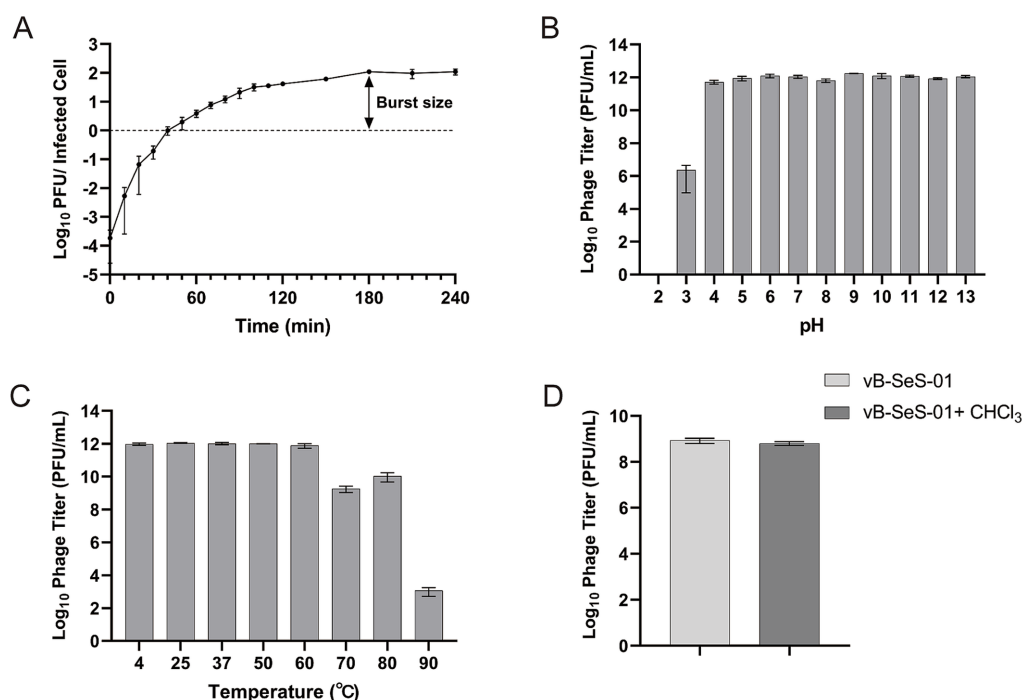 A
Log10 PFU/ Infected Cell
3
2
1
0
-1
-2
-3
-4
-5
Burst size
0 60 120 180 240
Time (min)
B
Log10 Phage Titer (PFU/mL)
14
12
10
8
6
4
2
0
2 3 4 5 6 7 8 9 10 11 12 13
pH
C
Log10 Phage Titer (PFU/mL)
14
12
10
8
6
4
2
0
4 25 37 50 60 70 80 90
Temperature (℃)
D
vB-SeS-01
vB-SeS-01+ CHCl3
Log10 Phage Titer (PFU/mL)
10
8
6
4
2
0